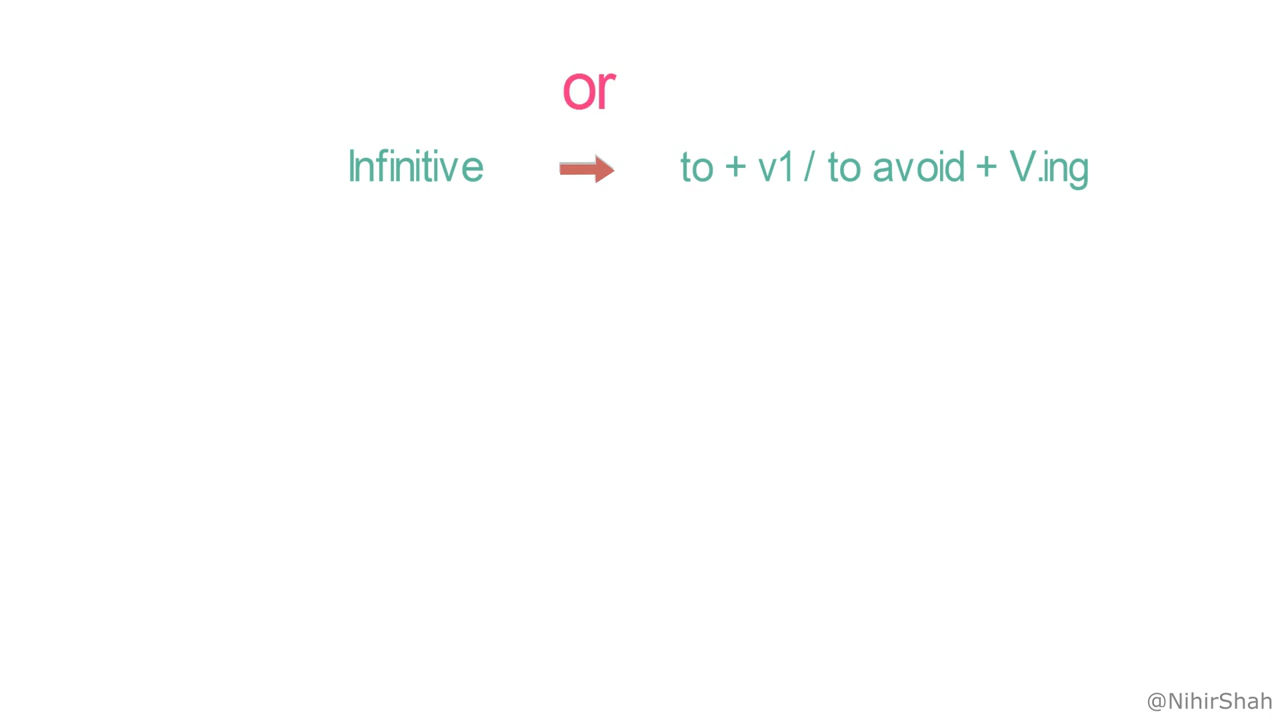 or
Infinitive to + v1 / to avoid + V.ing
@NihirShah